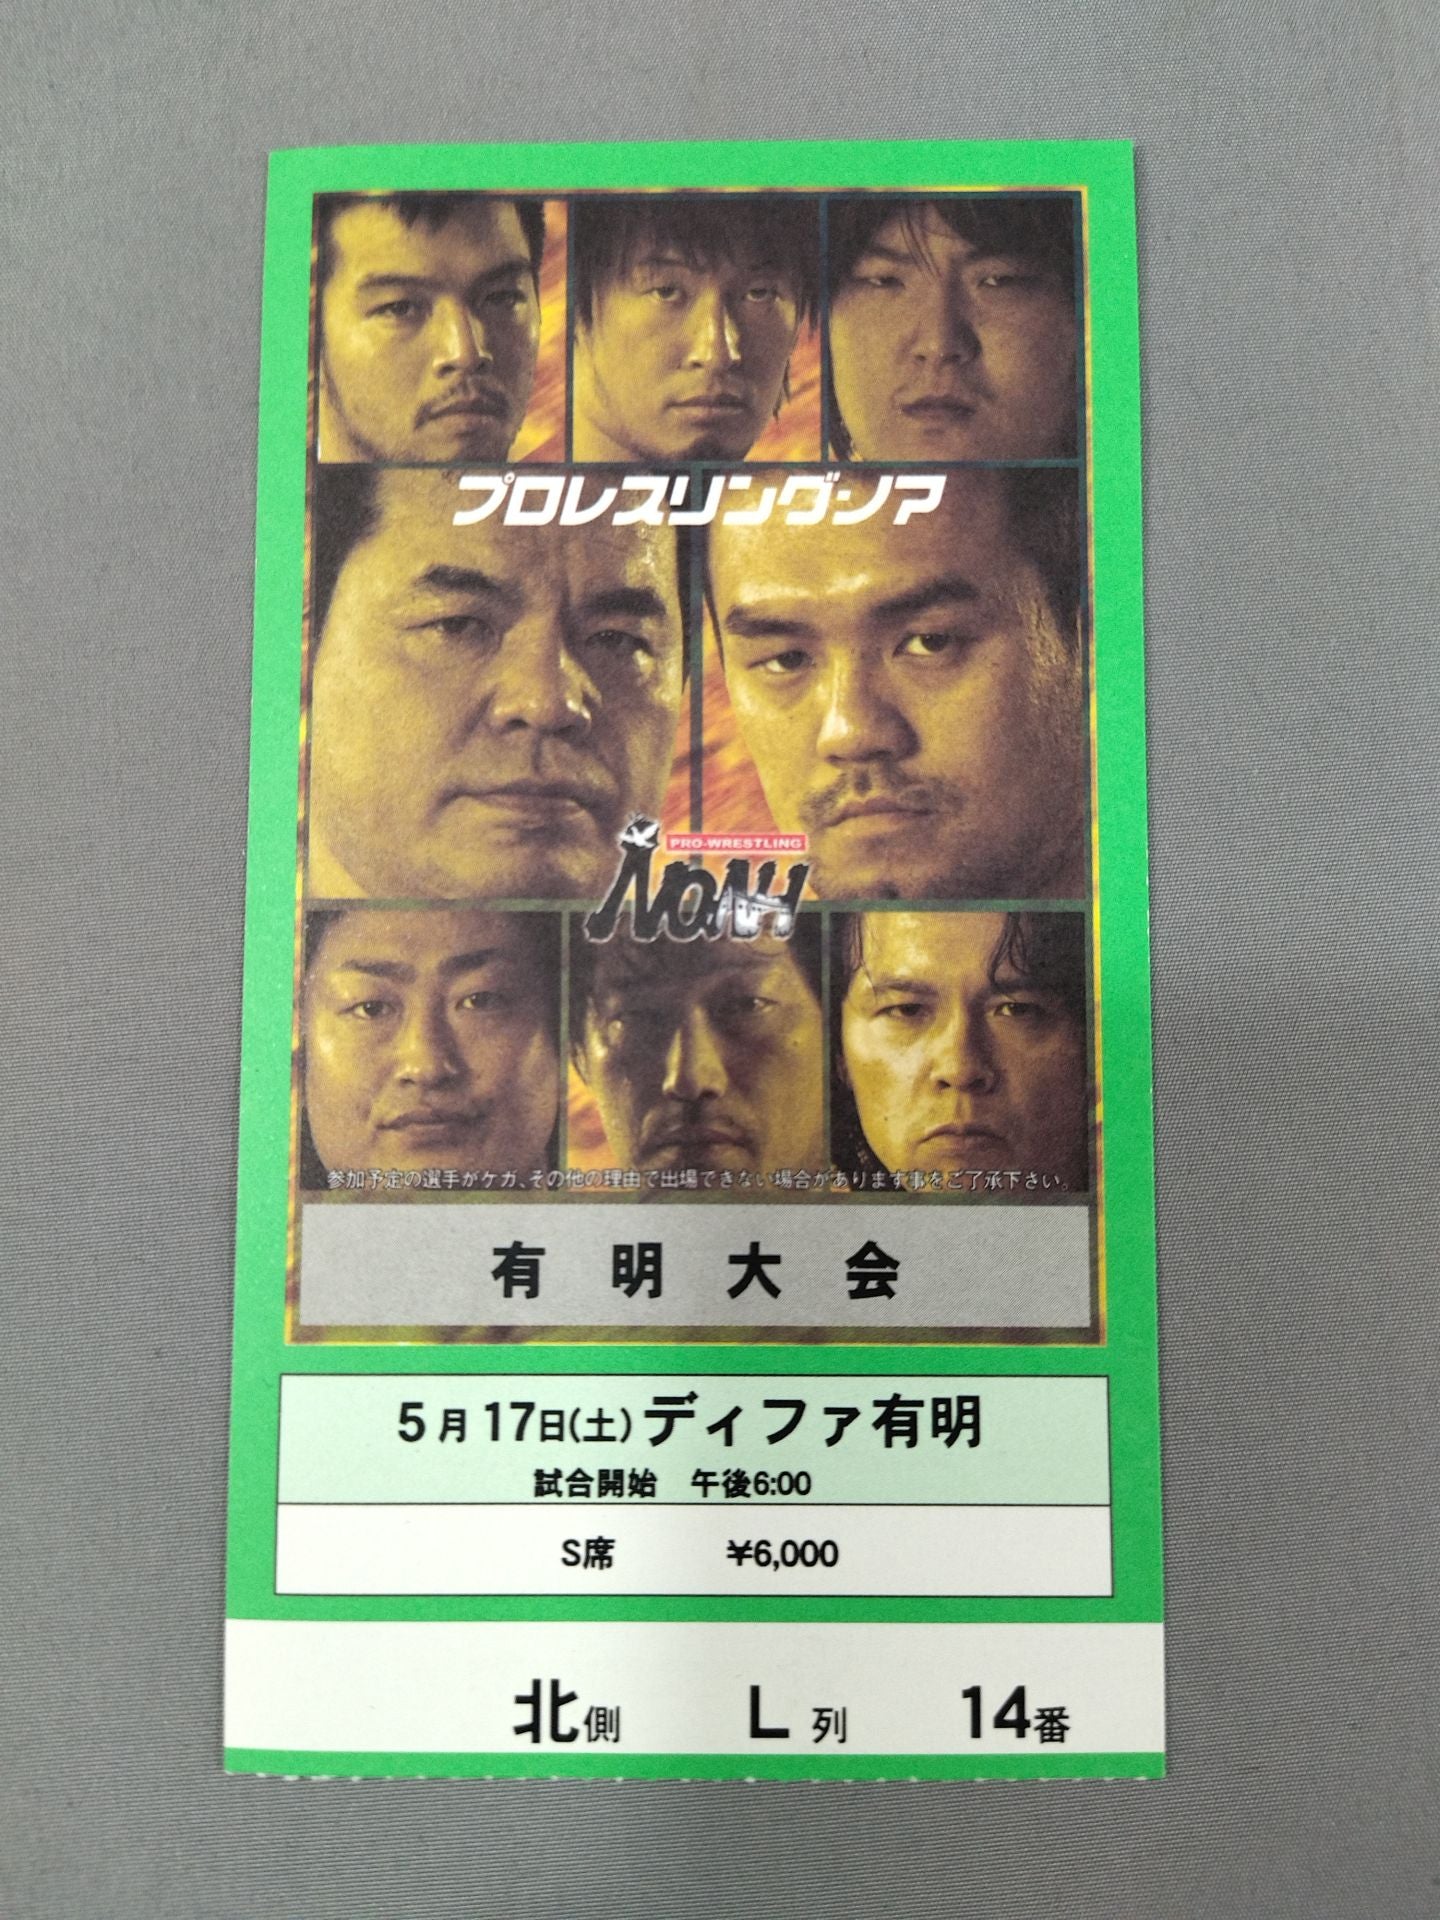 プロレスリング・ノア
PRO-WRESTLING
NOAH
参加予定の選手がケガ、その他の理由で出場できない場合があります事をご了承下さい。
有明大会
5月17日(土)ディファ有明
試合開始 午後6:00
S席 ¥6,000
北側 L列 14番